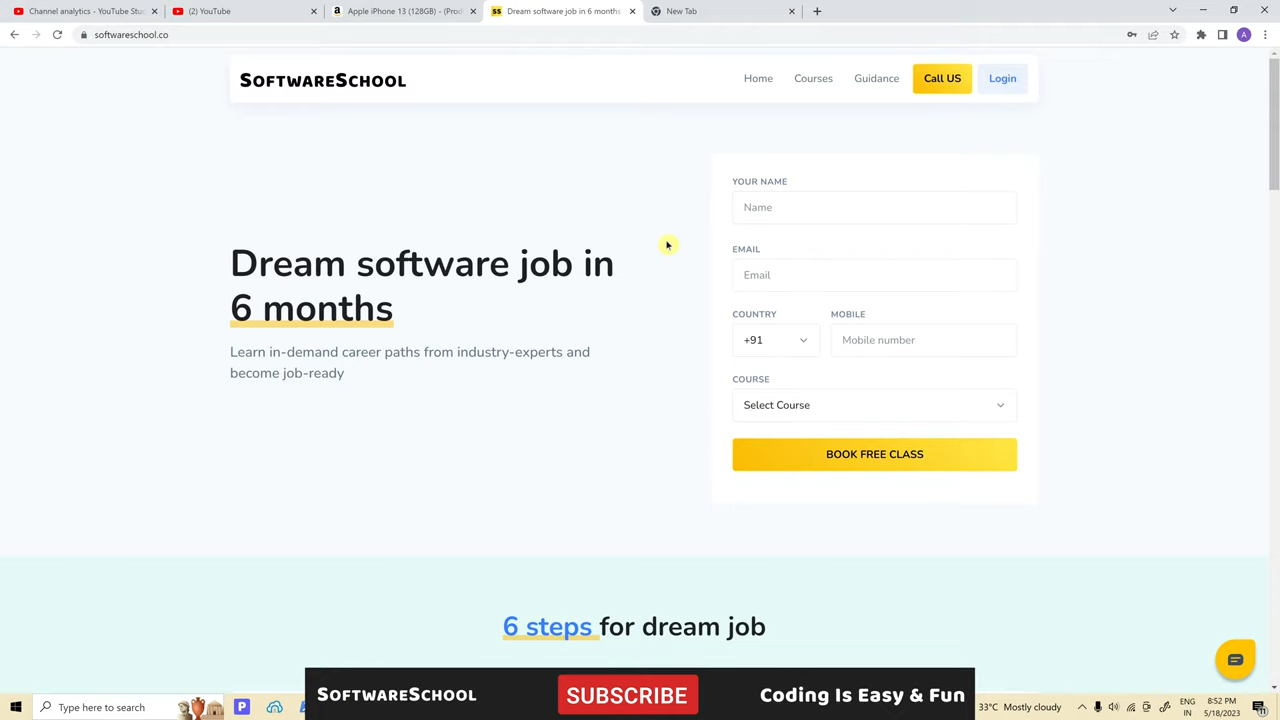 Channel analytics - YouTube Stu
(2) YouTube
Apple iPhone 13 (128GB) - (Prod
Dream software job in 6 months
New Tab
softwareschool.co
SOFTWARESCHOOL
Home
Courses
Guidance
Call US
Login
YOUR NAME
Name
EMAIL
Email
Dream software job in
6 months
COUNTRY
MOBILE
+91
Mobile number
Learn in-demand career paths from industry-experts and
become job-ready
COURSE
Select Course
BOOK FREE CLASS
6 steps for dream job
SOFTWARESCHOOL
SUBSCRIBE
Coding Is Easy & Fun
Type here to search
33°C Mostly cloudy
ENG
IN
8:52 PM
5/18/2023